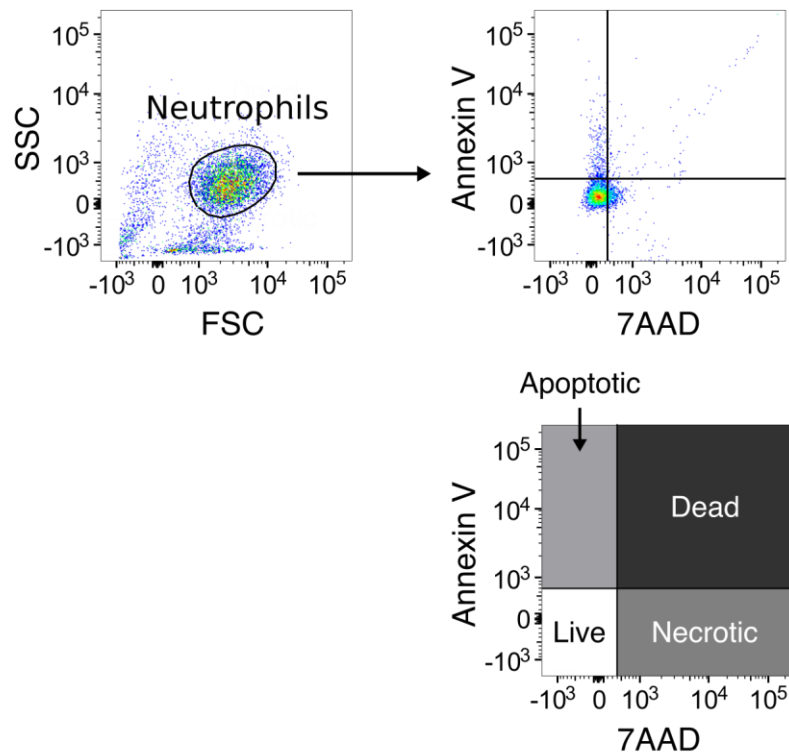 SSC
10⁵
10⁴
10³
0
-10³
Neutrophils
-10³ 0 10³ 10⁴ 10⁵
FSC
Annexin V
10⁵
10⁴
10³
0
-10³
-10³ 0 10³ 10⁴ 10⁵
7AAD
Apoptotic
Annexin V
10⁵
10⁴
10³
0
-10³
Dead
Live
Necrotic
-10³ 0 10³ 10⁴ 10⁵
7AAD